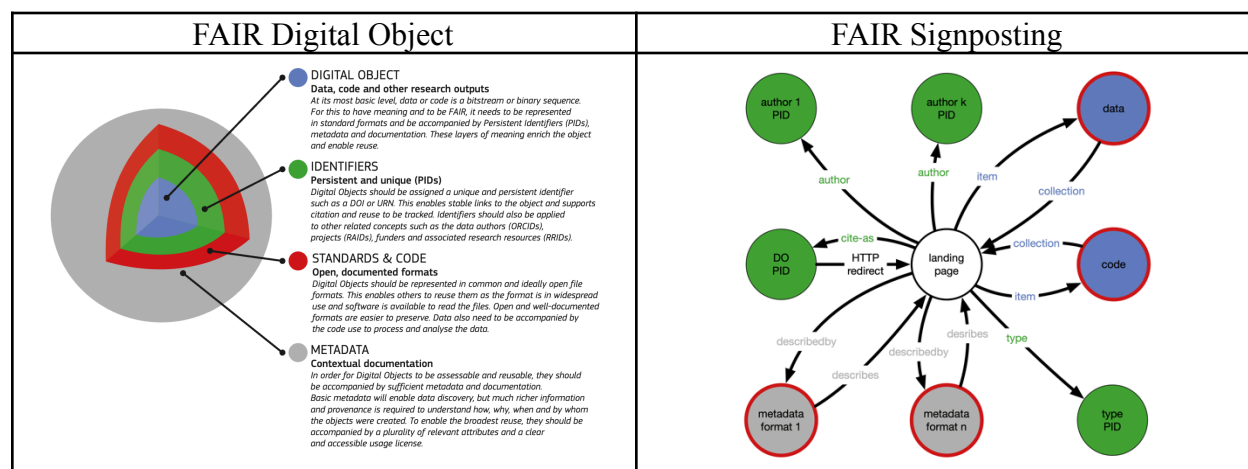 FAIR Digital Object
DIGITAL OBJECT
Data, code and other research outputs
At its most basic level, data or code is a bitstream or binary sequence.
For this to have meaning and to be FAIR, it needs to be represented
in standard formats and be accompanied by Persistent Identifiers (PIDs),
metadata and documentation. These layers of meaning enrich the object
and enable reuse.
IDENTIFIERS
Persistent and unique (PIDs)
Digital Objects should be assigned a unique and persistent identifier
such as a DOI or URN. This enables stable links to the object and supports
citation and reuse to be tracked. Identifiers should also be applied
to other related concepts such as the data authors (ORCIDs),
projects (RAIDs), funders and associated research resources (RRIDs).
STANDARDS & CODE
Open, documented formats
Digital Objects should be represented in common and ideally open file
formats. This enables others to reuse them as the format is in widespread
use and software is available to read the files. Open and well-documented
formats are easier to preserve. Data also need to be accompanied by
the code use to process and analyse the data.
METADATA
Contextual documentation
In order for Digital Objects to be assessable and reusable, they should
be accompanied by sufficient metadata and documentation.
Basic metadata will enable data discovery, but much richer information
and provenance is required to understand how, why, when and by whom
the objects were created. To enable the broadest reuse, they should be
accompanied by a plurality of relevant attributes and a clear
and accessible usage license.
FAIR Signposting
author 1
PID
author k
PID
data
author
author
item
collection
cite-as
DO
PID
HTTP
redirect
landing
page
collection
code
item
describedby
describes
describedby
desribes
type
metadata
format 1
metadata
format n
type
PID